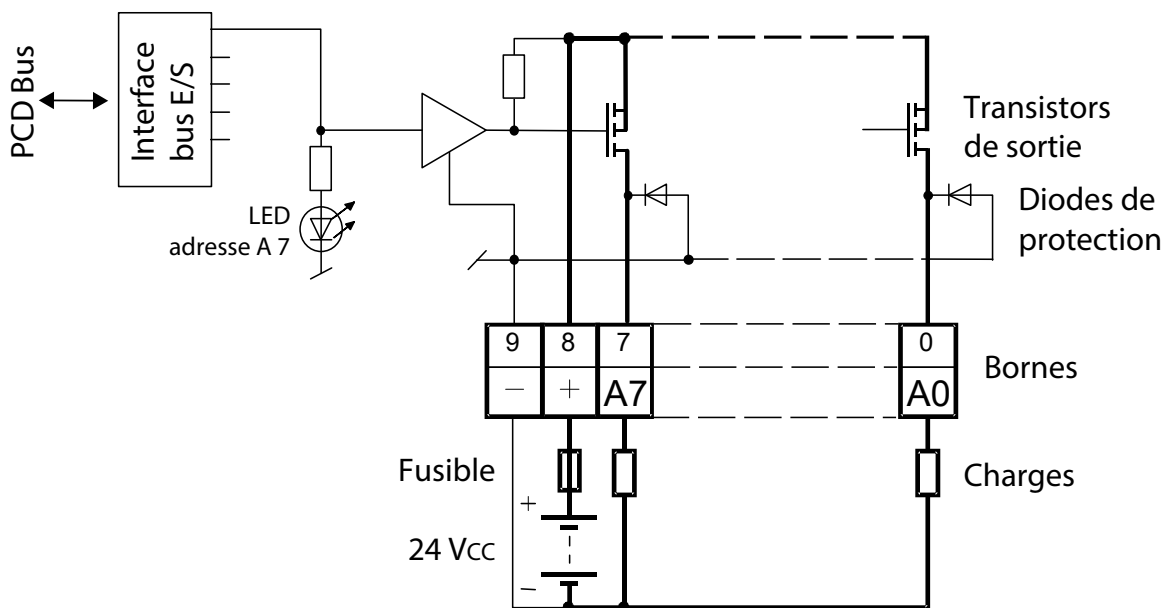 PCD Bus
Interface
bus E/S
LED
adresse A 7
Transistors
de sortie
Diodes de
protection
9 8 7 0
− + A7 A0
Bornes
Fusible
Charges
+
24 VCC
−